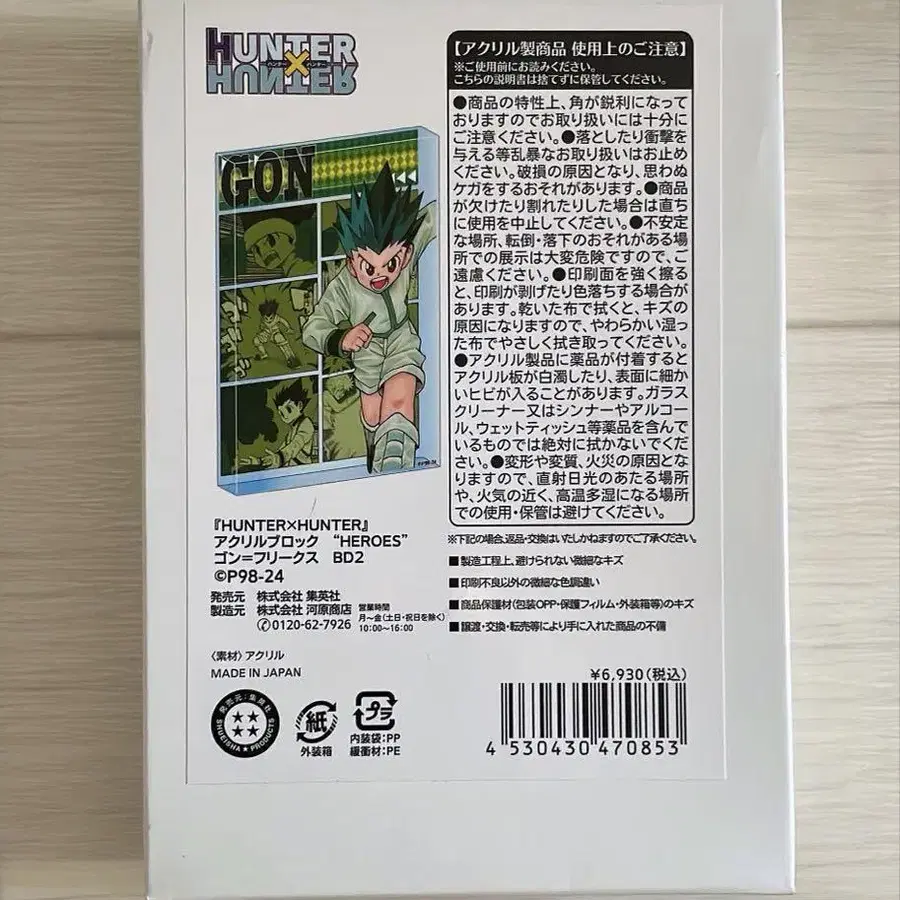 HUNTER×HUNTER
ハンター×ハンター
GON
©P98-24
『HUNTER×HUNTER』
アクリルブロック “HEROES”
ゴン=フリークス BD2
©P98-24
発売元 株式会社 集英社
製造元 株式会社 河原商店
0120-62-7926
営業時間
月〜金(土日・祝日を除く)
10:00〜16:00
〈素材〉アクリル
MADE IN JAPAN
発売元:集英社
SHUEISHA★PRODUCTS
紙
外装箱
プラ
内装袋:PP
緩衝材:PE
【アクリル製商品 使用上のご注意】
※ご使用前にお読みください。
こちらの説明書は捨てずに保管してください。
●商品の特性上、角が鋭利になって
おりますのでお取り扱いには十分に
ご注意ください。●落としたり衝撃を
与える等乱暴なお取り扱いはお止め
ください。破損の原因となり、思わぬ
ケガをするおそれがあります。●商品
が欠けたり割れたりした場合は直ち
に使用を中止してください。●不安定
な場所、転倒・落下のおそれがある場
所での展示は大変危険ですので、ご
遠慮ください。●印刷面を強く擦る
と、印刷が剥げたり色落ちする場合が
あります。乾いた布で拭くと、キズの
原因になりますので、やわらかい湿っ
た布でやさしく拭き取ってください。
●アクリル製品に薬品が付着すると
アクリル板が白濁したり、表面に細かい
ヒビが入ることがあります。ガラス
クリーナー又はシンナーやアルコー
ル、ウェットティッシュ等薬品を含んで
いるものでは絶対に拭かないでくだ
さい。●変形や変質、火災の原因とな
りますので、直射日光のあたる場所
や、火気の近く、高温多湿になる場所
での使用・保管は避けてください。
※下記の場合、返品・交換はいたしかねますのでご了承ください。
■製造工程上、避けられない微細なキズ
■印刷不良以外の微細な色調違い
■商品保護材(包装OPP・保護フィルム・外装箱等)のキズ
■譲渡・交換・転売等により手に入れた商品の不備
¥6,930(税込)
4 530430 470853